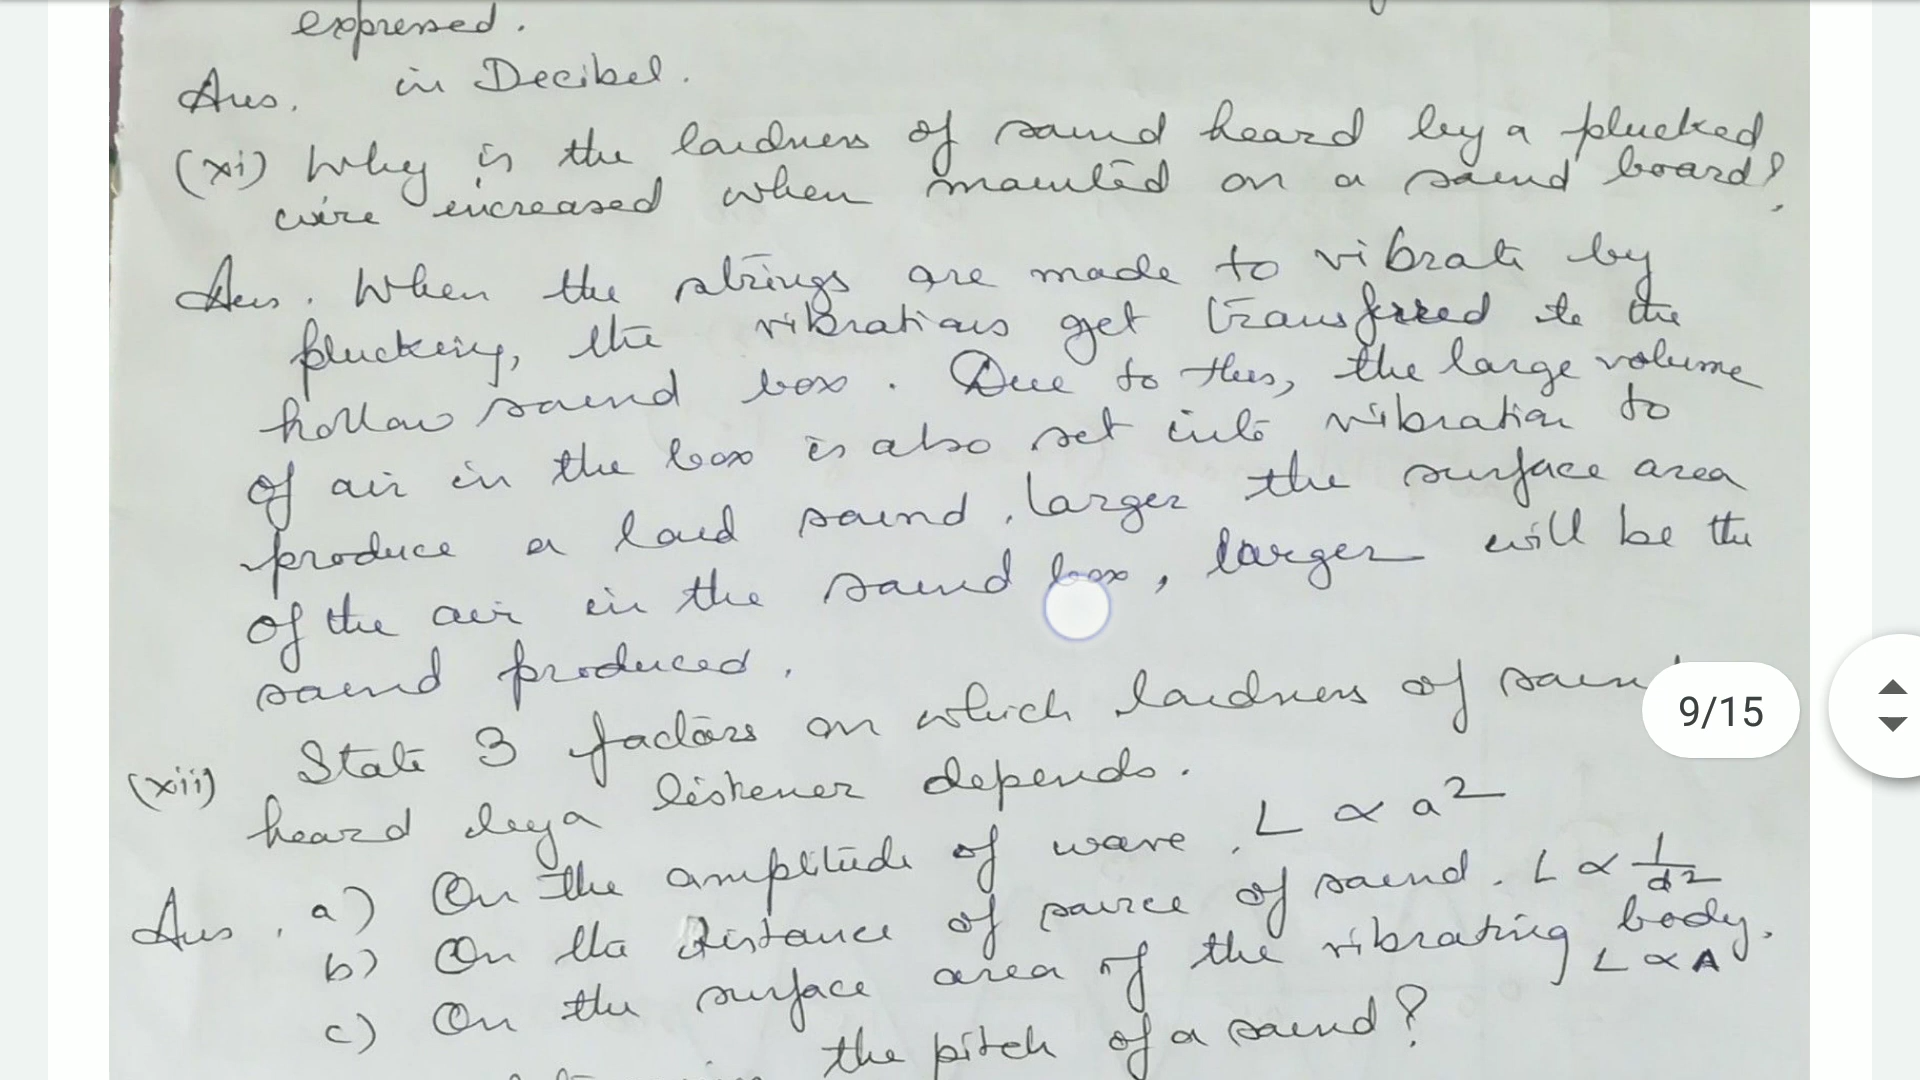 expressed.
Ans. in Decibel.
(xi) Why is the loudness of sound heard by a plucked
wire increased when mounted on a sound board?
Ans. When the strings are made to vibrate by
plucking, the vibrations get transferred to the
hollow sound box. Due to this, the large volume
of air in the box is also set into vibration to
produce a loud sound. Larger the surface area
of the air in the sound box, larger will be the
sound produced.
(xii) State 3 factors on which loudness of
heard by a listener depends.
Ans. a) On the amplitude of wave. L ∝ a²
b) On the distance of source of sound. L ∝ 1/d²
c) On the surface area of the vibrating body.
L ∝ A
the pitch of a sound?
9/15